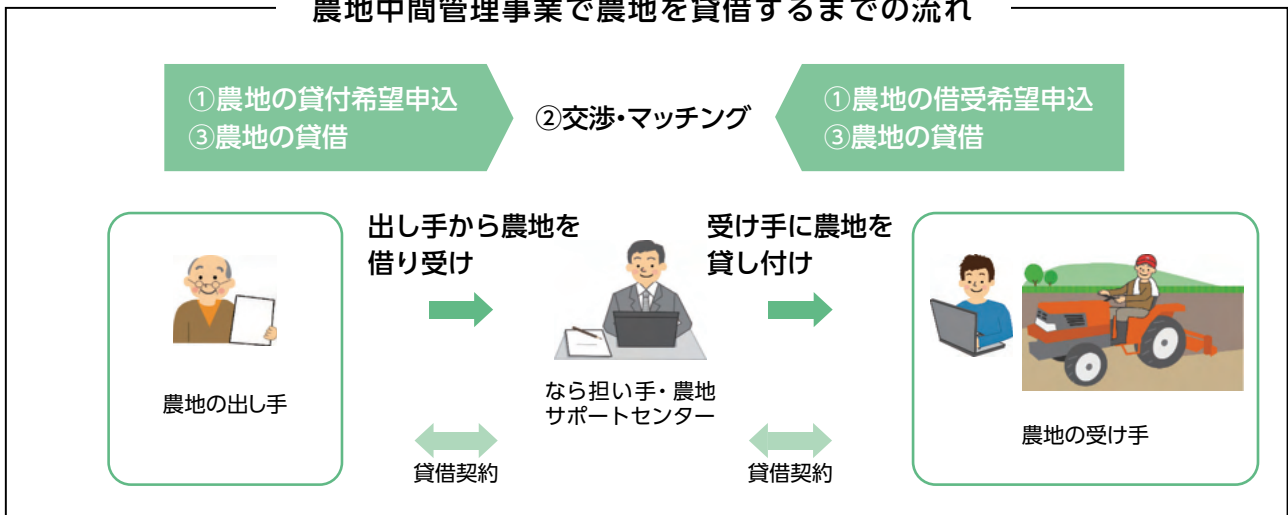 農地中間管理事業で農地を貸借するまでの流れ
①農地の貸付希望申込
③農地の貸借
②交渉・マッチング
①農地の借受希望申込
③農地の貸借
出し手から農地を
借り受け
受け手に農地を
貸し付け
農地の出し手
なら担い手・農地
サポートセンター
農地の受け手
貸借契約
貸借契約